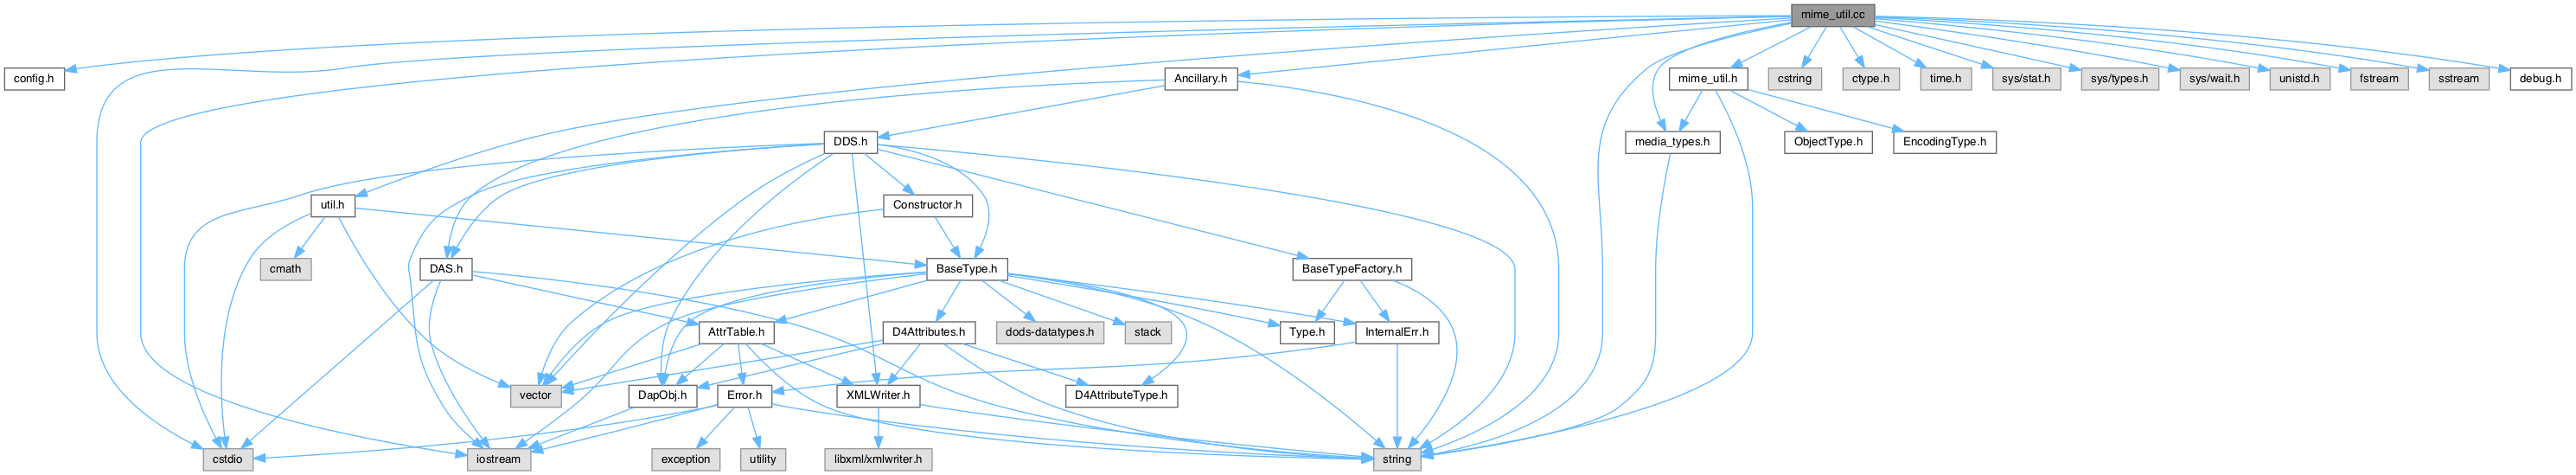 mime_util.cc
config.h
Ancillary.h
mime_util.h
cstring
ctype.h
time.h
sys/stat.h
sys/types.h
sys/wait.h
unistd.h
fstream
sstream
debug.h
DDS.h
media_types.h
ObjectType.h
EncodingType.h
util.h
Constructor.h
cmath
DAS.h
BaseType.h
BaseTypeFactory.h
AttrTable.h
D4Attributes.h
dods-datatypes.h
stack
Type.h
InternalErr.h
vector
DapObj.h
Error.h
XMLWriter.h
D4AttributeType.h
cstdio
iostream
exception
utility
libxml/xmlwriter.h
string